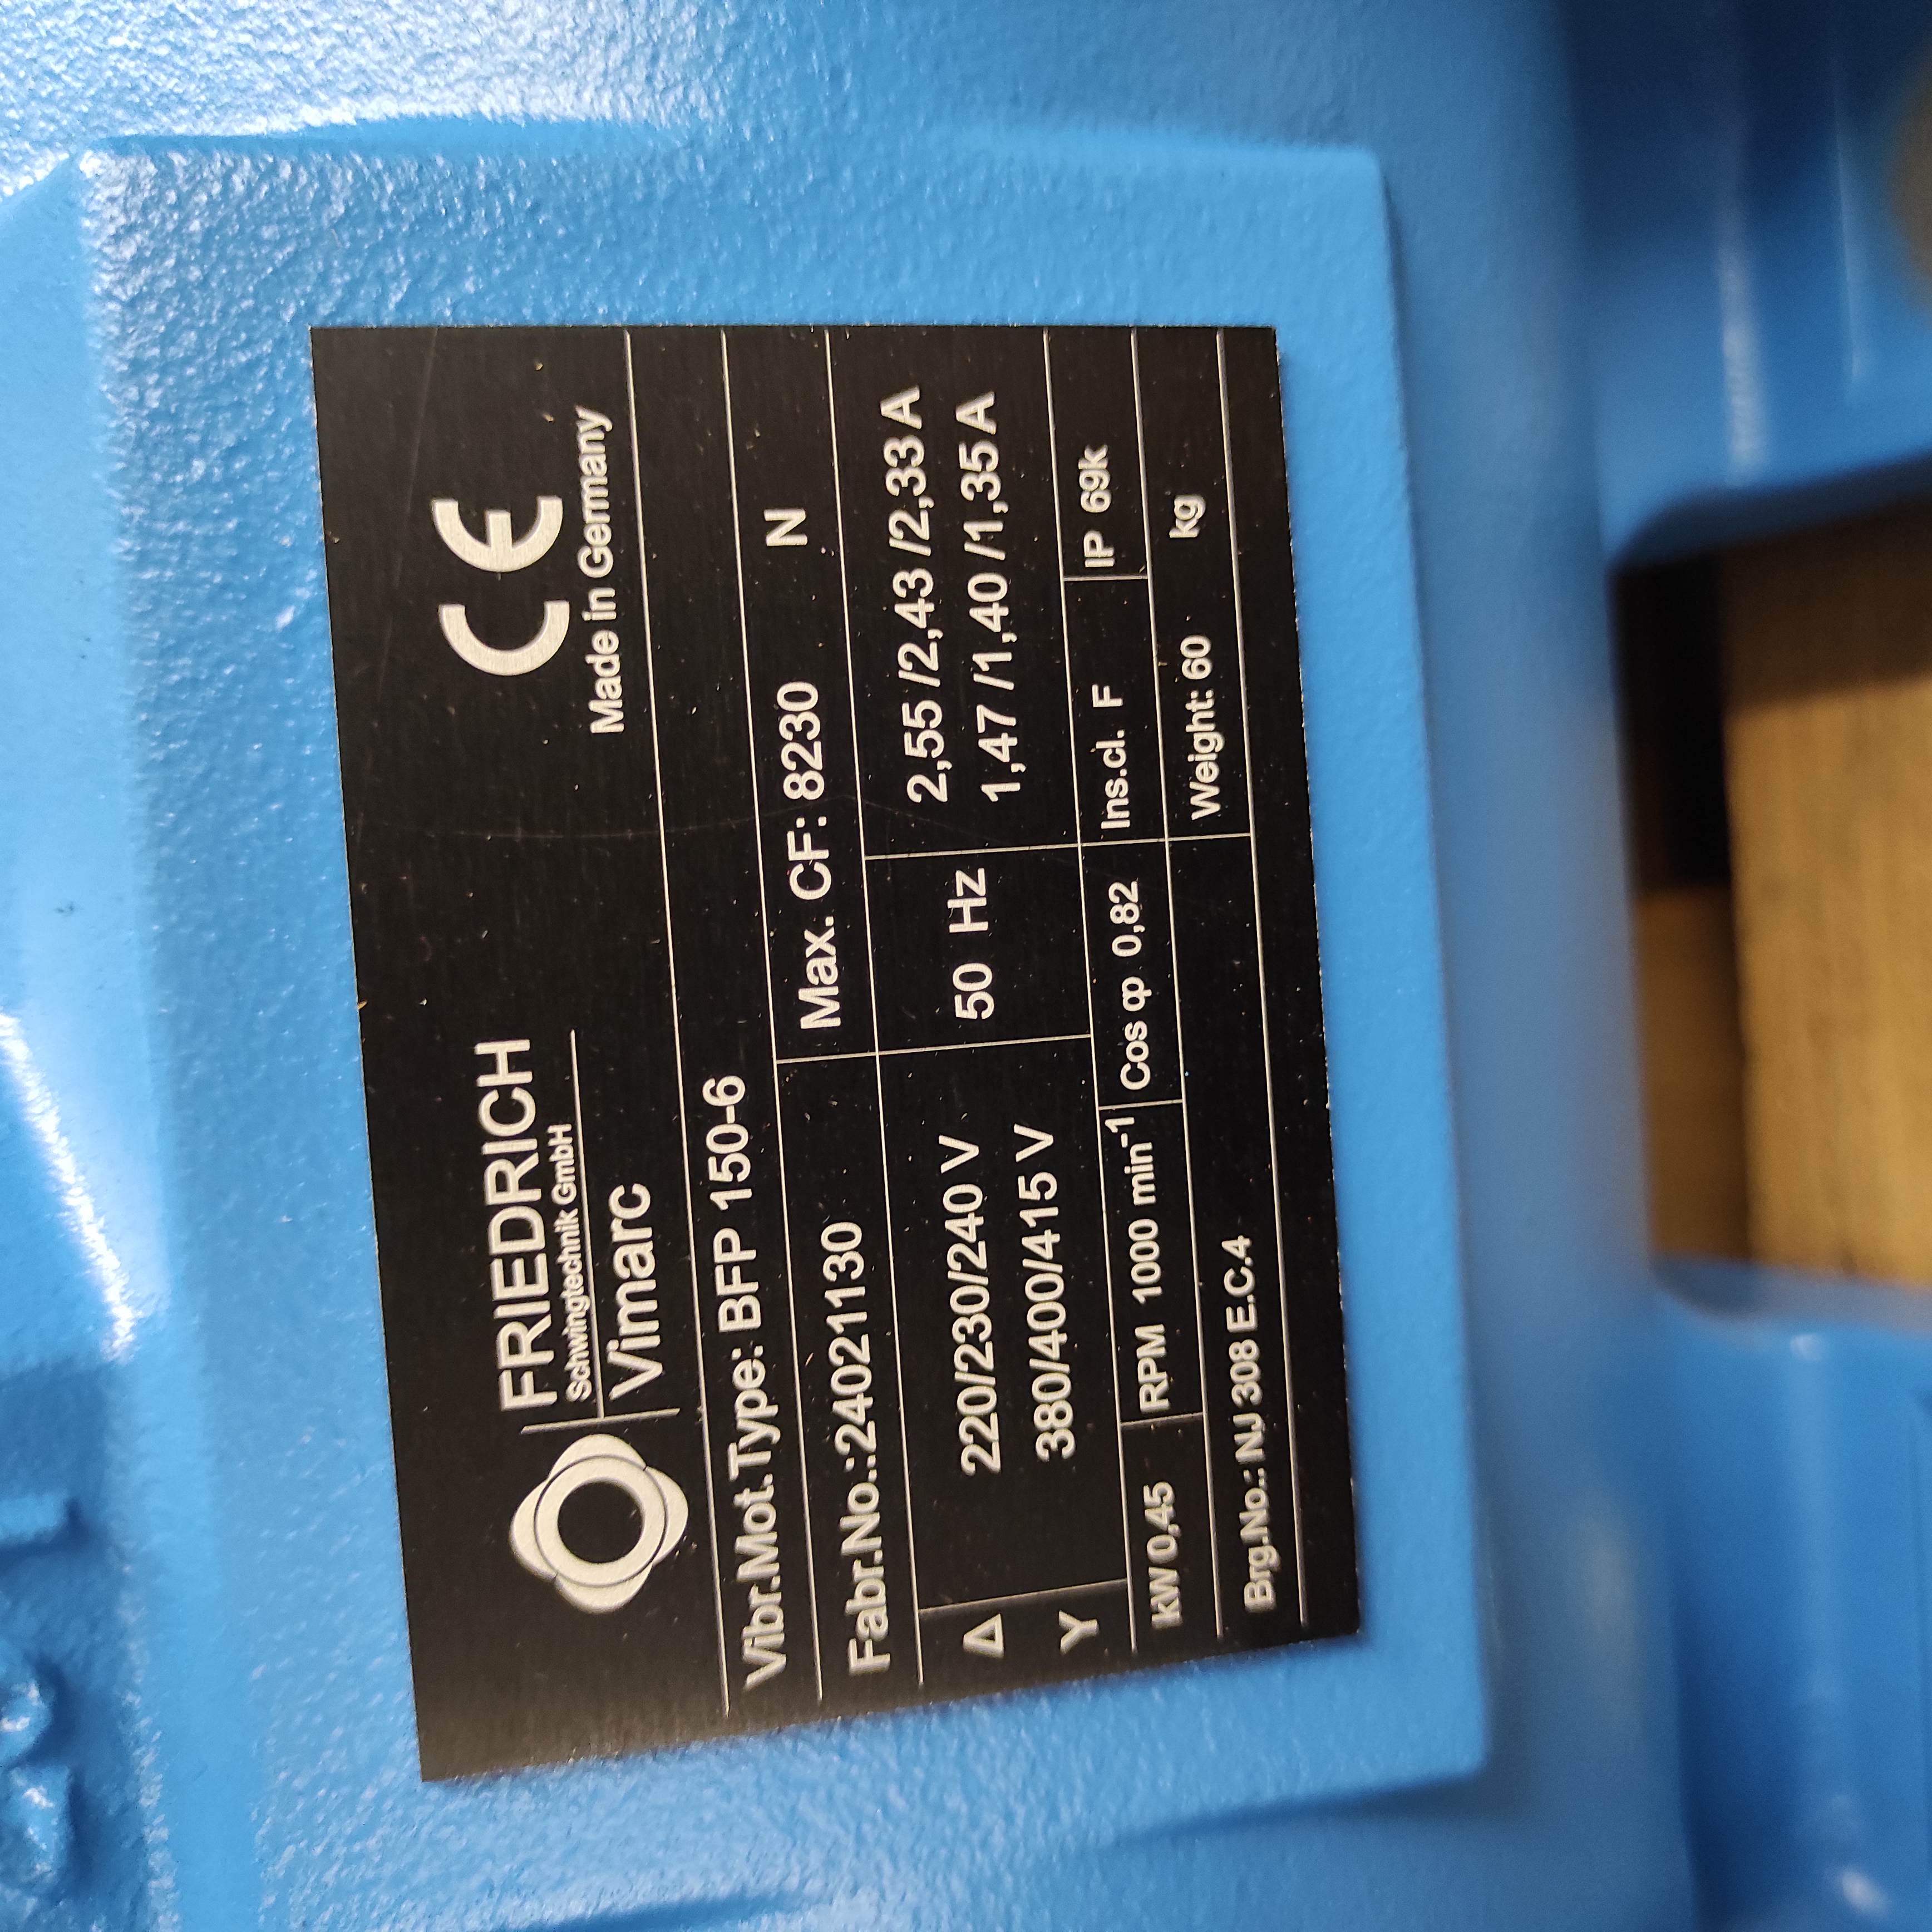 FRIEDRICH
Schwingtechnik GmbH
Vimarc
CE
Made in Germany
Vibr.Mot.Type: BFP 150-6
Fabr.No.:24021130 Max. CF: 8230 N
Δ 220/230/240 V 50 Hz 2,55 /2,43 /2,33 A
Y 380/400/415 V 1,47 /1,40 /1,35 A
kW 0,45 RPM 1000 min⁻¹ Cos φ 0,82 Ins.cl. F IP 69k
Brg.No.: NJ 308 E.C.4 Weight: 60 kg